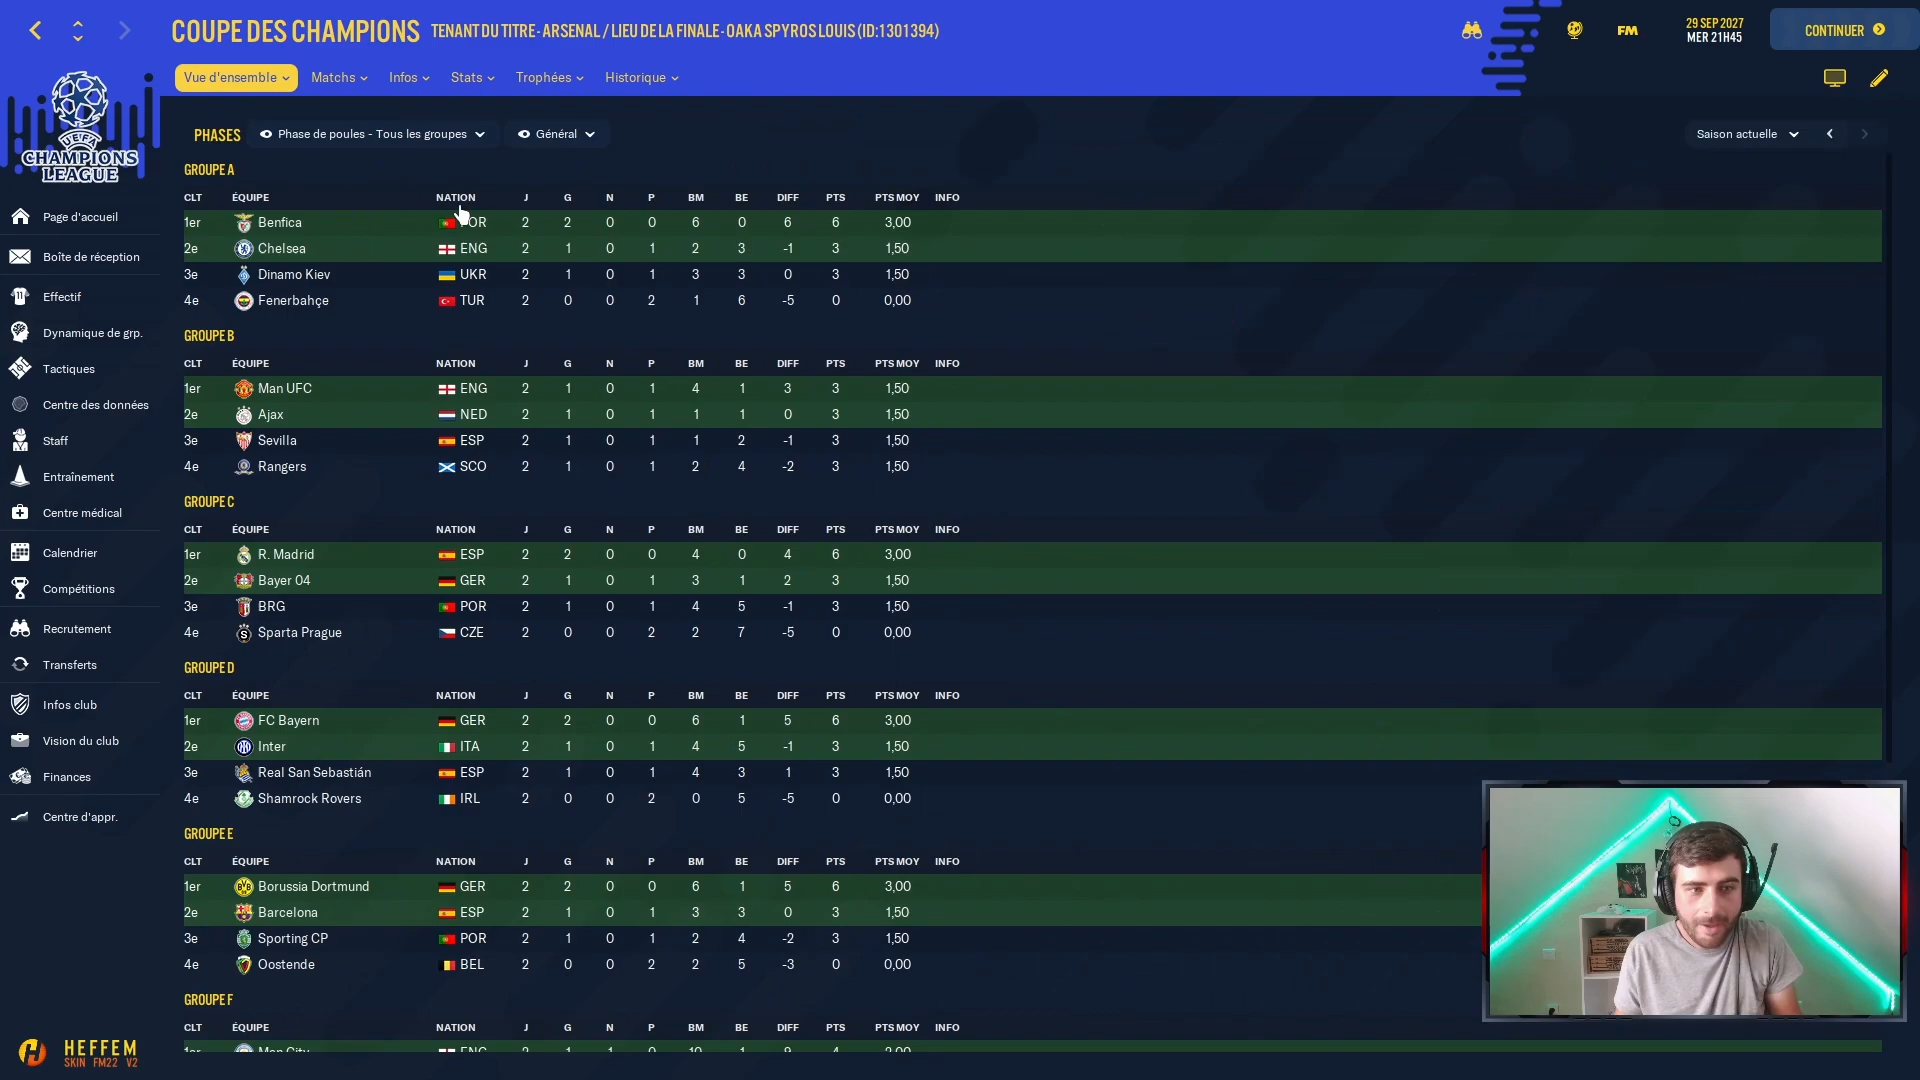 COUPE DES CHAMPIONS TENANT DU TITRE - ARSENAL / LIEU DE LA FINALE - OAKA SPYROS LOUIS (ID:1301394) FM 29 SEP 2027 CONTINUER
MER 21H45
Vue d'ensemble Matchs Infos Stats Trophées Historique
UEFA
CHAMPIONS
LEAGUE
PHASES Phase de poules - Tous les groupes Général Saison actuelle
Page d'accueil
Boîte de réception
Effectif
Dynamique de grp.
Tactiques
Centre des données
Staff
Entraînement
Centre médical
Calendrier
Compétitions
Recrutement
Transferts
Infos club
Vision du club
Finances
Centre d'appr.
HEFFEM
SKIN FM22 V2
GROUPE A
CLT ÉQUIPE NATION J G N P BM BE DIFF PTS PTS MOY INFO
1er Benfica POR 2 2 0 0 6 0 6 6 3,00
2e Chelsea ENG 2 1 0 1 2 3 -1 3 1,50
3e Dinamo Kiev UKR 2 1 0 1 3 3 0 3 1,50
4e Fenerbahçe TUR 2 0 0 2 1 6 -5 0 0,00
GROUPE B
CLT ÉQUIPE NATION J G N P BM BE DIFF PTS PTS MOY INFO
1er Man UFC ENG 2 1 0 1 4 1 3 3 1,50
2e Ajax NED 2 1 0 1 1 1 0 3 1,50
3e Sevilla ESP 2 1 0 1 1 2 -1 3 1,50
4e Rangers SCO 2 1 0 1 2 4 -2 3 1,50
GROUPE C
CLT ÉQUIPE NATION J G N P BM BE DIFF PTS PTS MOY INFO
1er R. Madrid ESP 2 2 0 0 4 0 4 6 3,00
2e Bayer 04 GER 2 1 0 1 3 1 2 3 1,50
3e BRG POR 2 1 0 1 4 5 -1 3 1,50
4e Sparta Prague CZE 2 0 0 2 2 7 -5 0 0,00
GROUPE D
CLT ÉQUIPE NATION J G N P BM BE DIFF PTS PTS MOY INFO
1er FC Bayern GER 2 2 0 0 6 1 5 6 3,00
2e Inter ITA 2 1 0 1 4 5 -1 3 1,50
3e Real San Sebastián ESP 2 1 0 1 4 3 1 3 1,50
4e Shamrock Rovers IRL 2 0 0 2 0 5 -5 0 0,00
GROUPE E
CLT ÉQUIPE NATION J G N P BM BE DIFF PTS PTS MOY INFO
1er Borussia Dortmund GER 2 2 0 0 6 1 5 6 3,00
2e Barcelona ESP 2 1 0 1 3 3 0 3 1,50
3e Sporting CP POR 2 1 0 1 2 4 -2 3 1,50
4e Oostende BEL 2 0 0 2 2 5 -3 0 0,00
GROUPE F
CLT ÉQUIPE NATION J G N P BM BE DIFF PTS PTS MOY INFO
1er Man City ENG 2 1 1 0 10 1 9 4 2,00